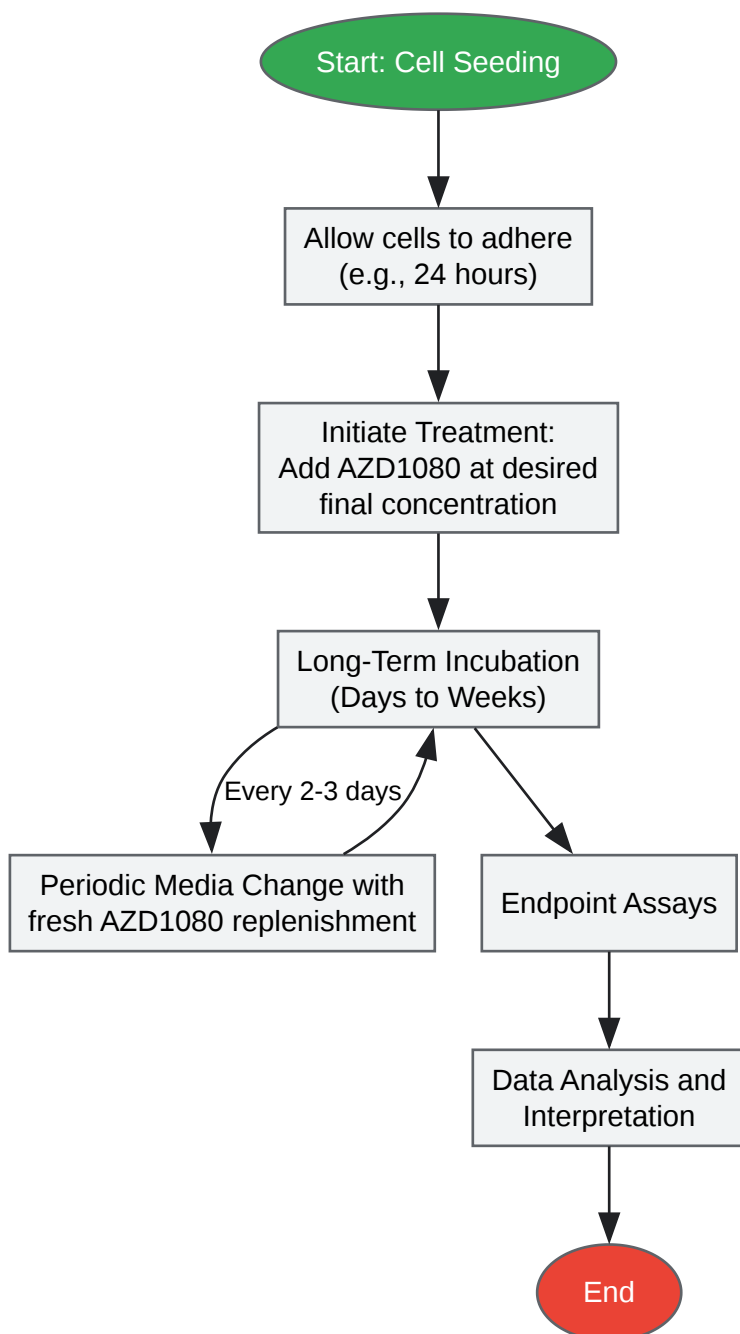 Start: Cell Seeding
Allow cells to adhere
(e.g., 24 hours)
Initiate Treatment:
Add AZD1080 at desired
final concentration
Long-Term Incubation
(Days to Weeks)
Every 2-3 days
Periodic Media Change with
fresh AZD1080 replenishment
Endpoint Assays
Data Analysis and
Interpretation
End